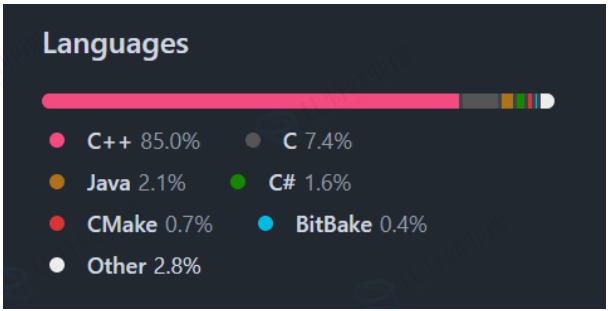 Languages
C++ 85.0% C 7.4%
Java 2.1% C# 1.6%
CMake 0.7% BitBake 0.4%
Other 2.8%